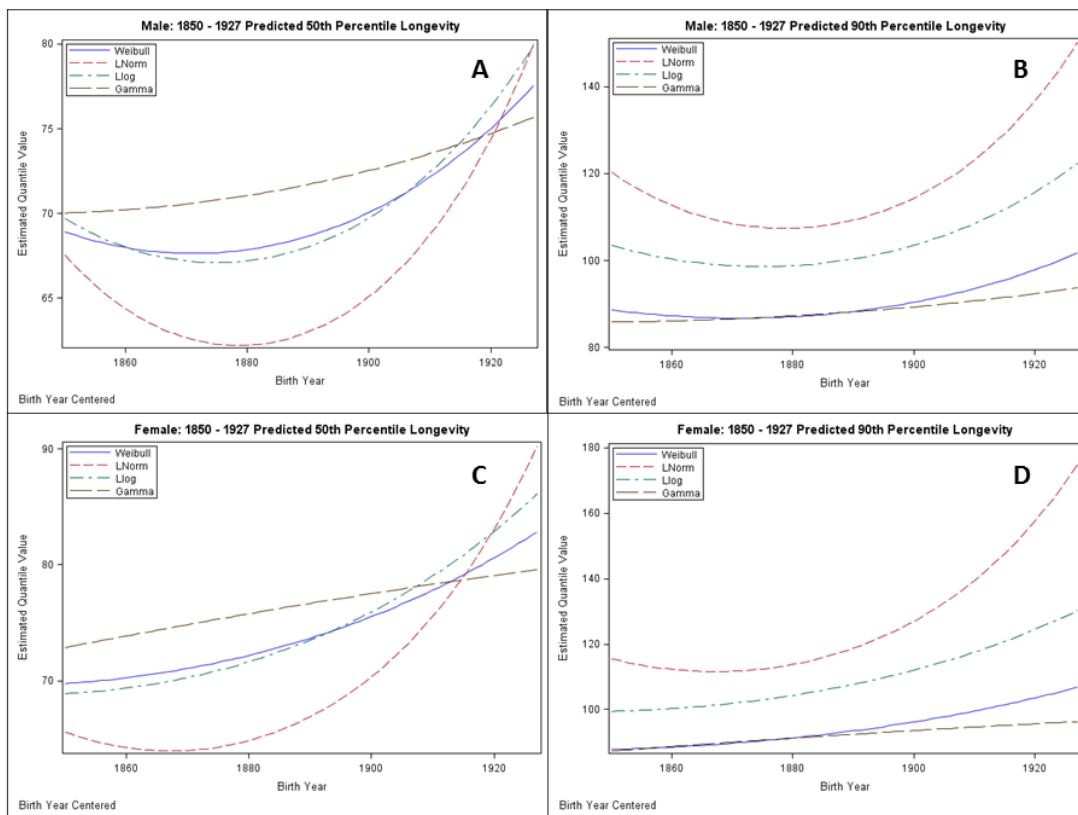 Male: 1850 - 1927 Predicted 50th Percentile Longevity
80
75
70
65
Estimated Quantile Value
Weibull
LNorm
Llog
Gamma
A
1860 1880 1900 1920
Birth Year
Birth Year Centered
Male: 1850 - 1927 Predicted 90th Percentile Longevity
140
120
100
80
Estimated Quantile Value
Weibull
LNorm
Llog
Gamma
B
1860 1880 1900 1920
Birth Year
Birth Year Centered
Female: 1850 - 1927 Predicted 50th Percentile Longevity
90
80
70
Estimated Quantile Value
Weibull
LNorm
Llog
Gamma
C
1860 1880 1900 1920
Birth Year
Birth Year Centered
Female: 1850 - 1927 Predicted 90th Percentile Longevity
180
160
140
120
100
Estimated Quantile Value
Weibull
LNorm
Llog
Gamma
D
1860 1880 1900 1920
Birth Year
Birth Year Centered